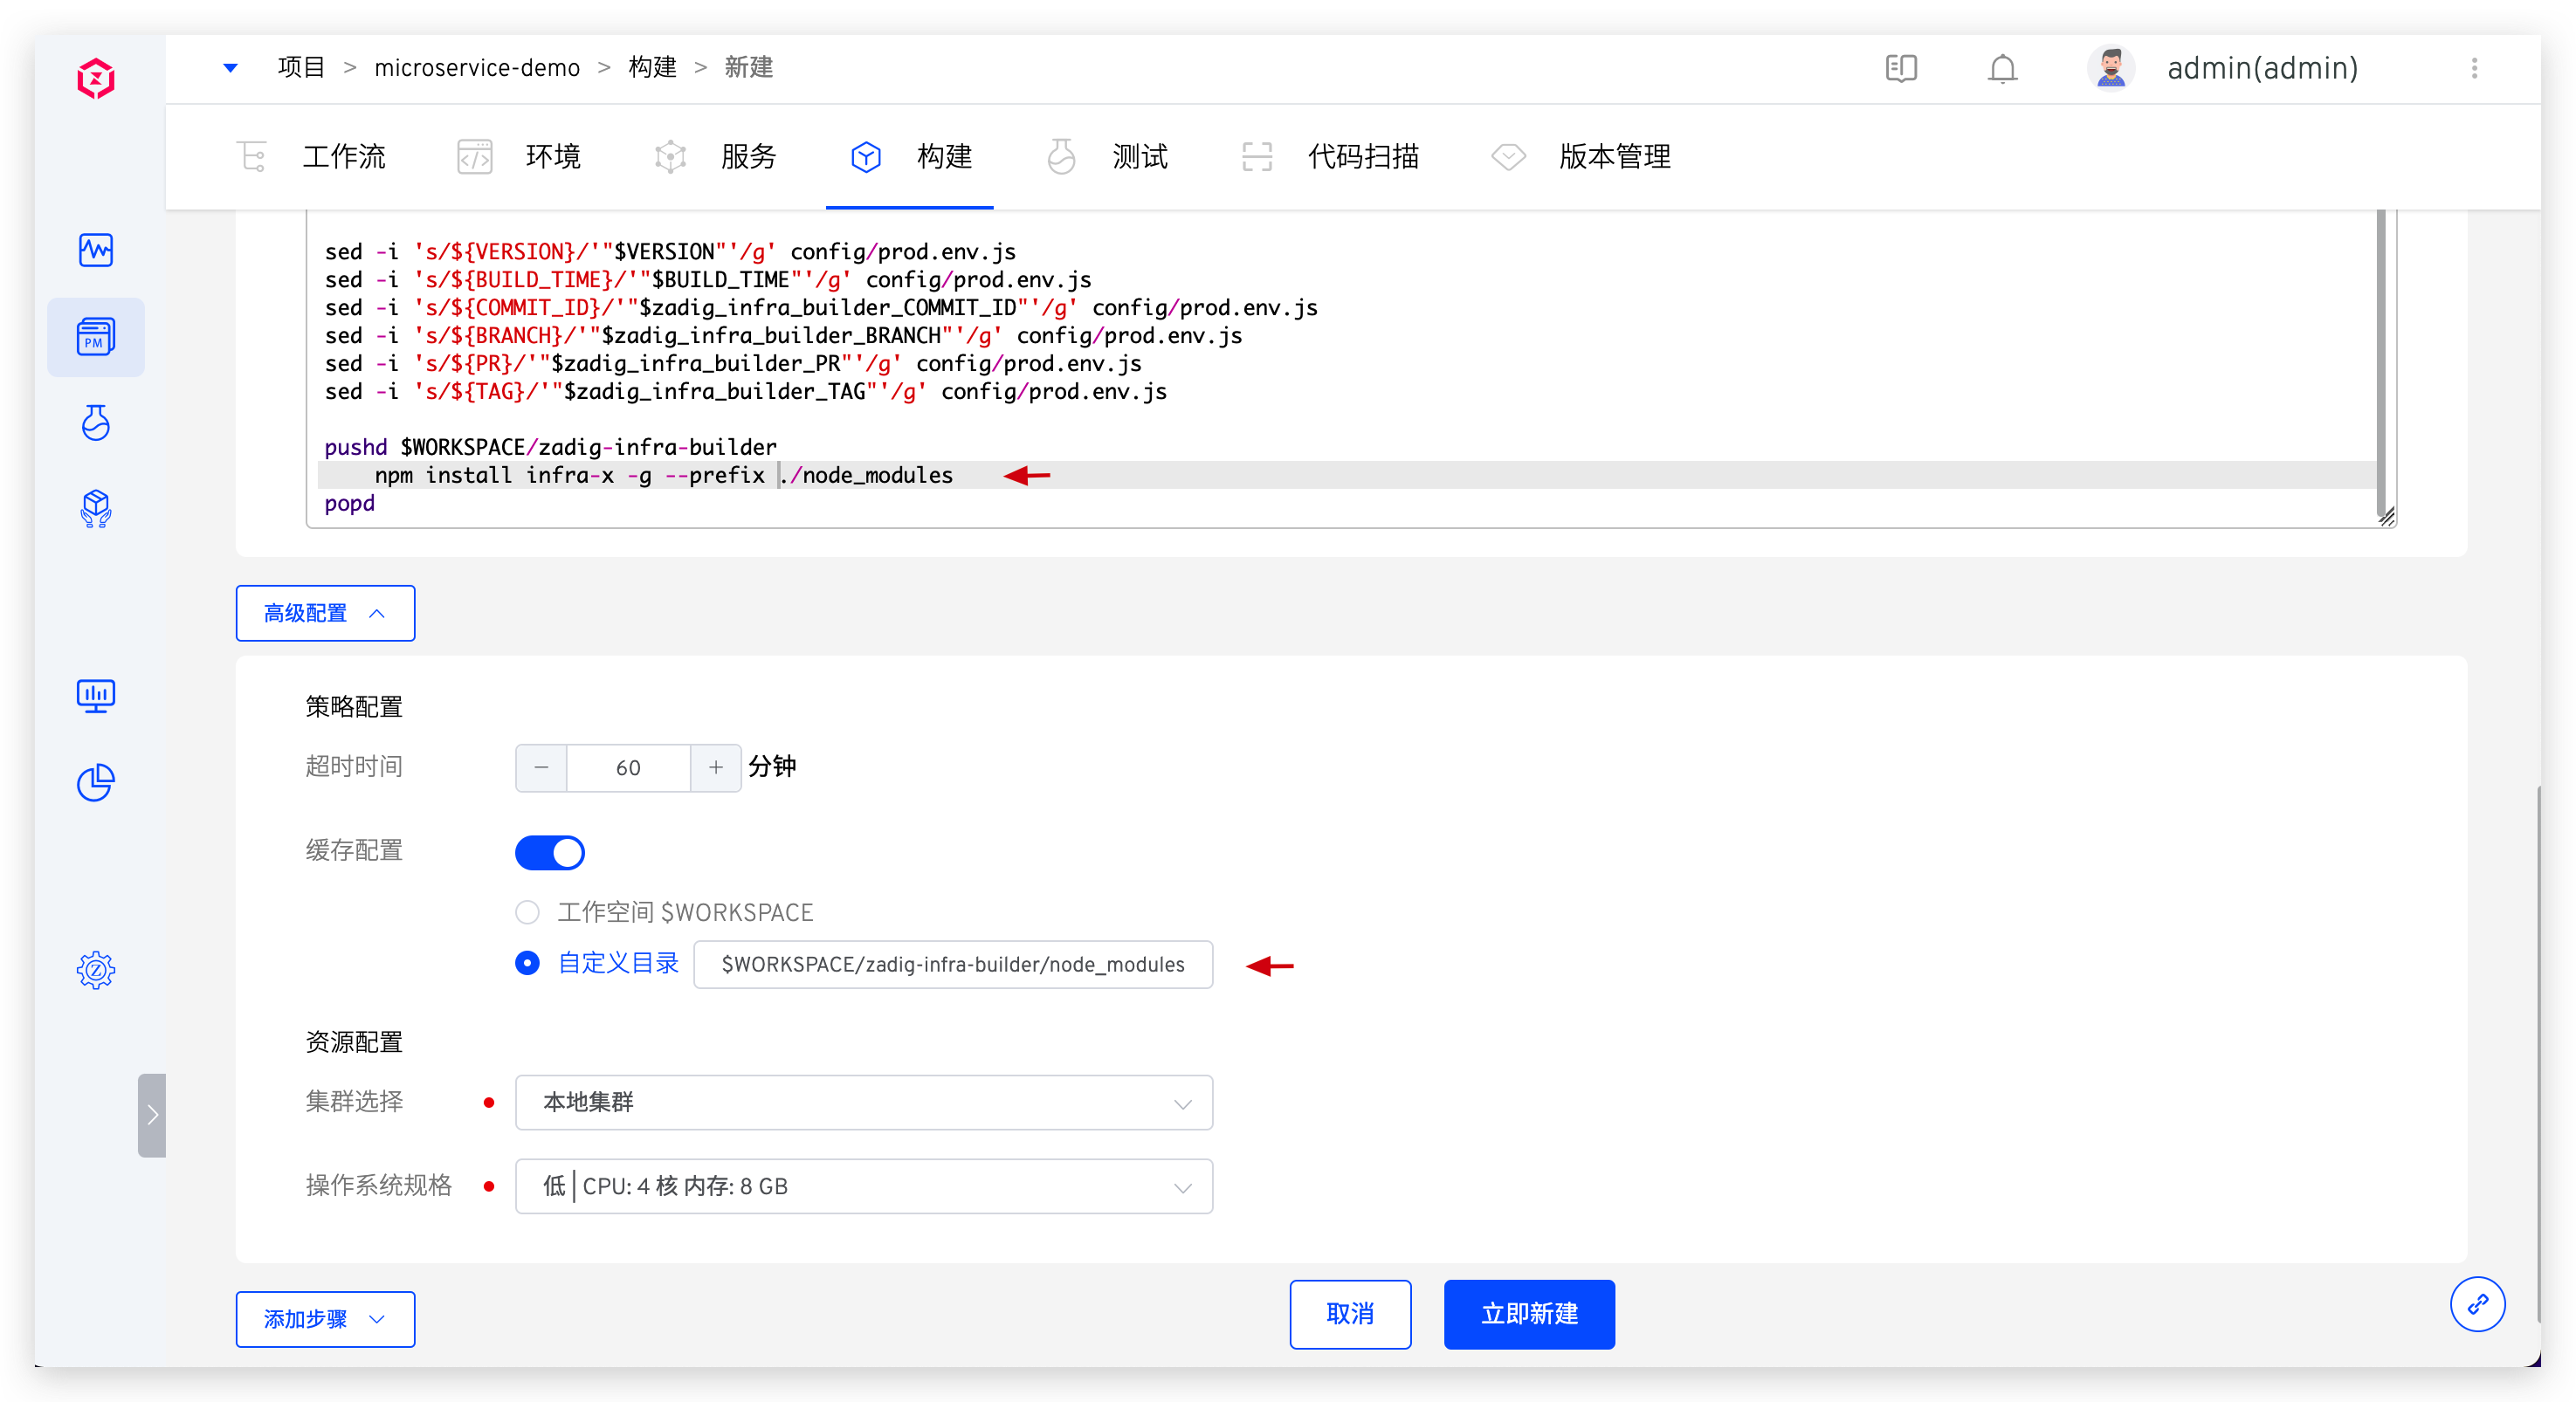 项目 > microservice-demo > 构建 > 新建
admin(admin)
工作流 环境 服务 构建 测试 代码扫描 版本管理
sed -i 's/${VERSION}/'"$VERSION"'/g' config/prod.env.js
sed -i 's/${BUILD_TIME}/'"$BUILD_TIME"'/g' config/prod.env.js
sed -i 's/${COMMIT_ID}/'"$zadig_infra_builder_COMMIT_ID"'/g' config/prod.env.js
sed -i 's/${BRANCH}/'"$zadig_infra_builder_BRANCH"'/g' config/prod.env.js
sed -i 's/${PR}/'"$zadig_infra_builder_PR"'/g' config/prod.env.js
sed -i 's/${TAG}/'"$zadig_infra_builder_TAG"'/g' config/prod.env.js
pushd $WORKSPACE/zadig-infra-builder
npm install infra-x -g --prefix ./node_modules
popd
PM
高级配置
策略配置
超时时间 − 60 + 分钟
缓存配置
工作空间 $WORKSPACE
自定义目录 $WORKSPACE/zadig-infra-builder/node_modules
资源配置
集群选择 本地集群
操作系统规格 低 | CPU: 4 核 内存: 8 GB
添加步骤
取消 立即新建